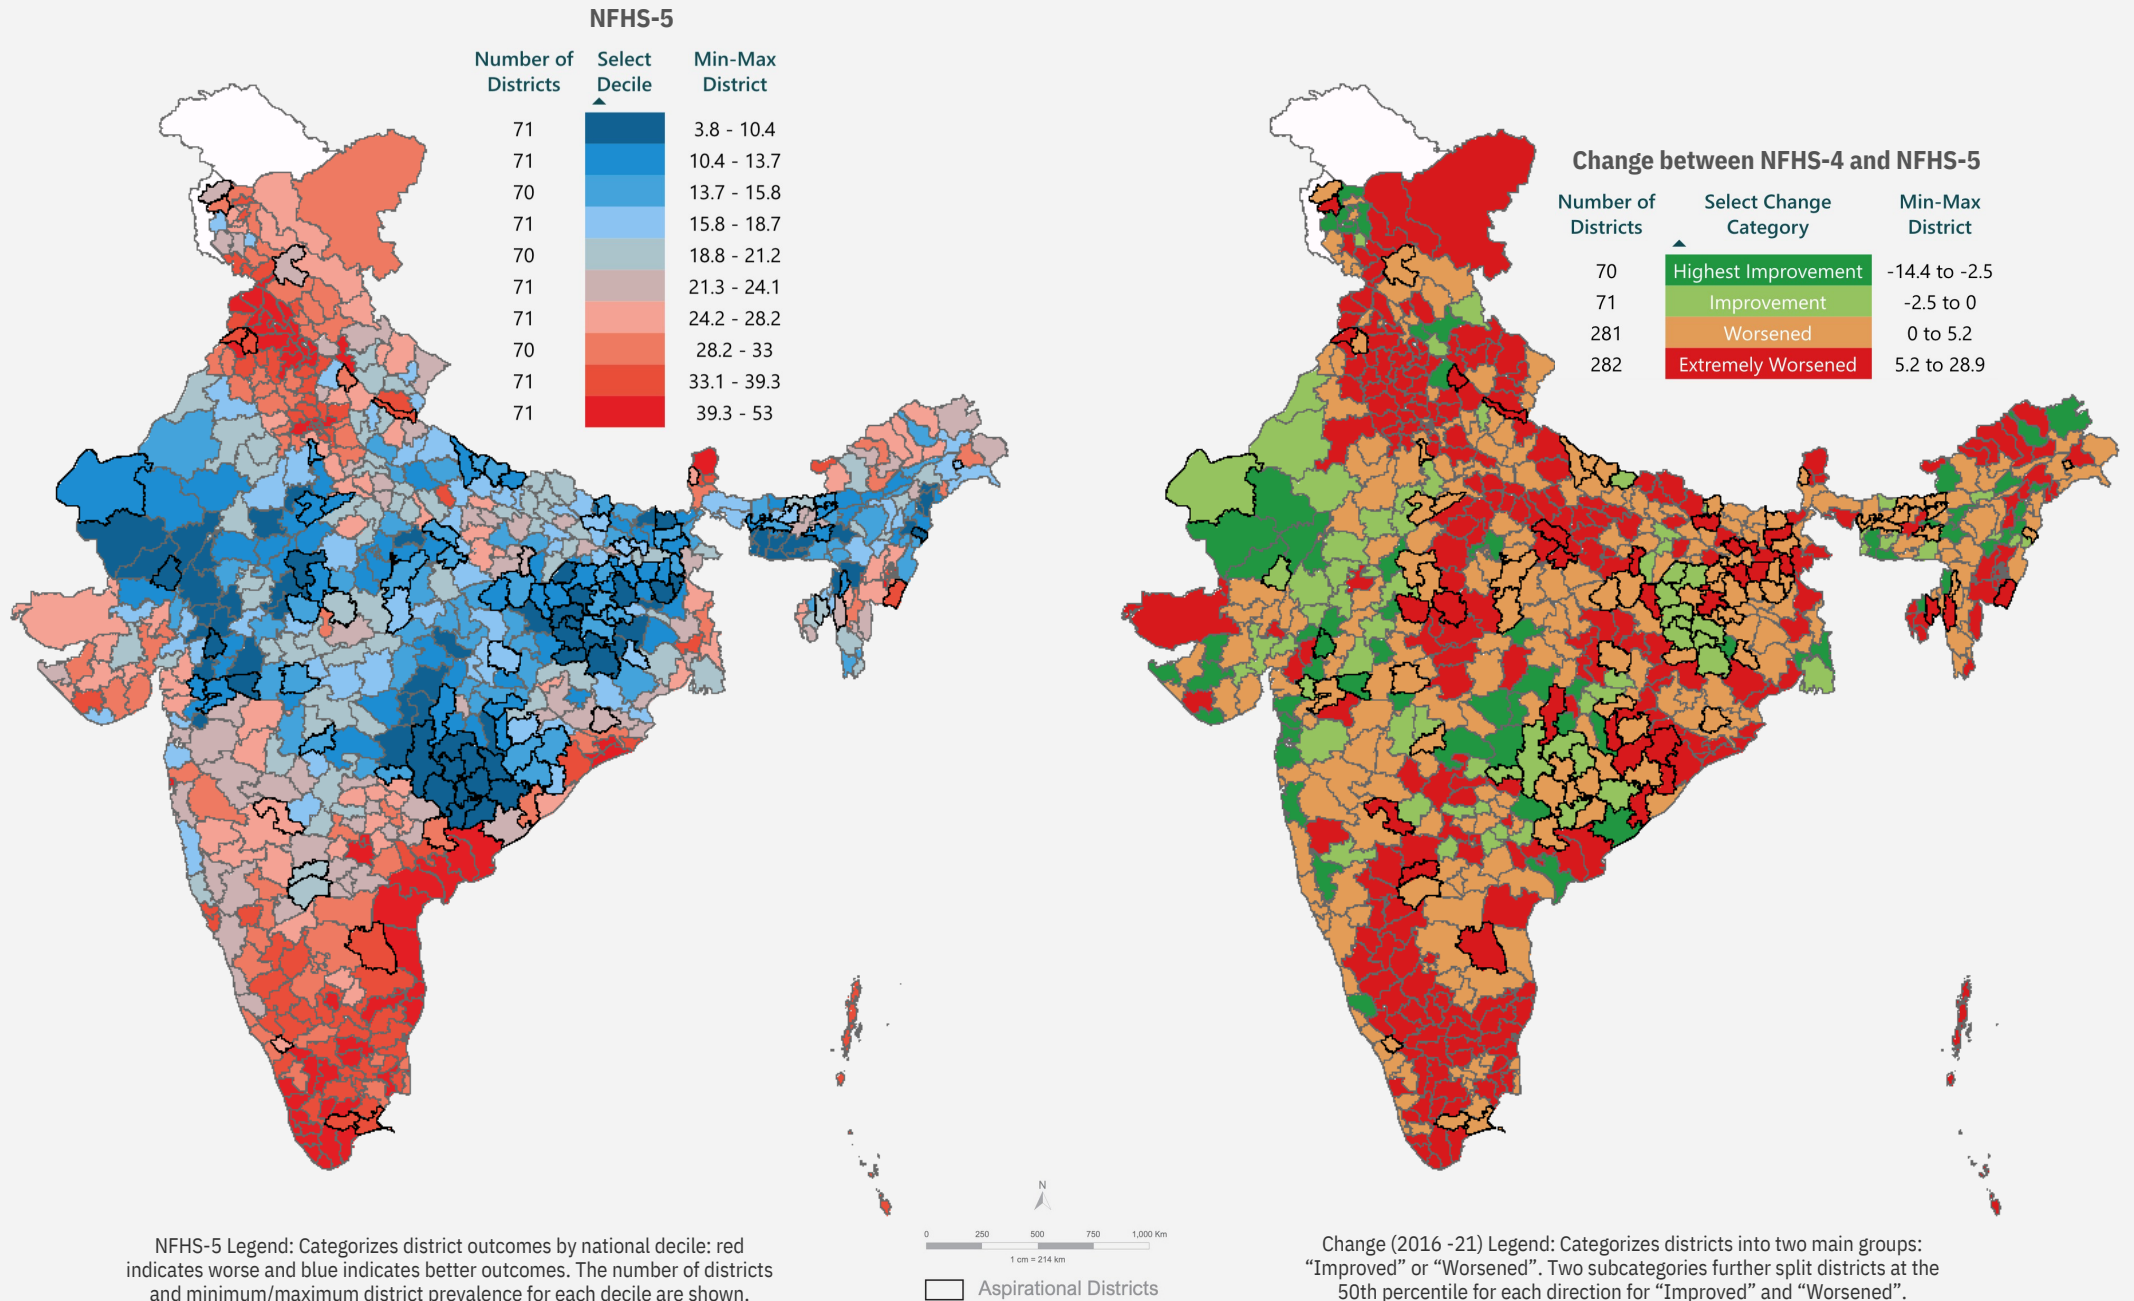 NFHS-5
Number of Districts
Select Decile
Min-Max District
71 3.8 - 10.4
71 10.4 - 13.7
70 13.7 - 15.8
71 15.8 - 18.7
70 18.8 - 21.2
71 21.3 - 24.1
71 24.2 - 28.2
70 28.2 - 33
71 33.1 - 39.3
71 39.3 - 53
NFHS-5 Legend: Categorizes district outcomes by national decile: red
indicates worse and blue indicates better outcomes. The number of districts
and minimum/maximum district prevalence for each decile are shown.
Change between NFHS-4 and NFHS-5
Number of Districts
Select Change Category
Min-Max District
70 Highest Improvement -14.4 to -2.5
71 Improvement -2.5 to 0
281 Worsened 0 to 5.2
282 Extremely Worsened 5.2 to 28.9
N
0 250 500 750 1,000 Km
1 cm = 214 km
Aspirational Districts
Change (2016 -21) Legend: Categorizes districts into two main groups:
“Improved” or “Worsened”. Two subcategories further split districts at the
50th percentile for each direction for “Improved” and “Worsened”.